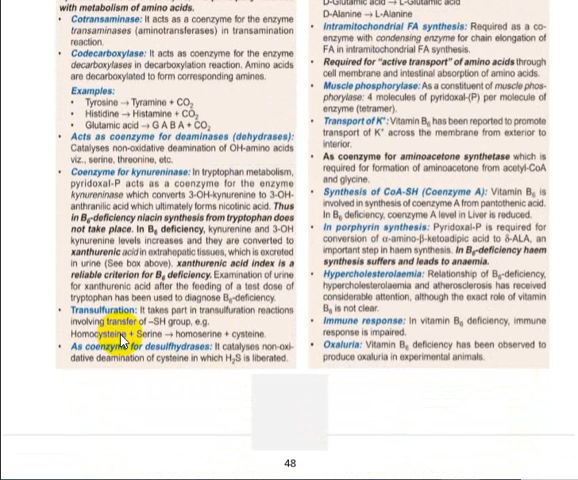 with metabolism of amino acids.
• Cotransaminase: It acts as a coenzyme for the enzyme
transaminases (aminotransferases) in transamination
reaction.
• Codecarboxylase: It acts as coenzyme for the enzyme
decarboxylases in decarboxylation reaction. Amino acids
are decarboxylated to form corresponding amines.
Examples:
• Tyrosine → Tyramine + CO₂
• Histidine → Histamine + CO₂
• Glutamic acid → G A B A + CO₂
• Acts as coenzyme for deaminases (dehydrases):
Catalyses non-oxidative deamination of OH-amino acids
viz., serine, threonine, etc.
• Coenzyme for kynureninase: In tryptophan metabolism,
pyridoxal-P acts as a coenzyme for the enzyme
kynureninase which converts 3-OH-kynurenine to 3-OH-
anthranilic acid which ultimately forms nicotinic acid. Thus
in B₆-deficiency niacin synthesis from tryptophan does
not take place. In B₆ deficiency, kynurenine and 3-OH
kynurenine levels increases and they are converted to
xanthurenic acid in extrahepatic tissues, which is excreted
in urine (See box above). xanthurenic acid index is a
reliable criterion for B₆ deficiency. Examination of urine
for xanthurenic acid after the feeding of a test dose of
tryptophan has been used to diagnose B₆-deficiency.
• Transulfuration: It takes part in transulfuration reactions
involving transfer of –SH group, e.g.
Homocysteine + Serine → homoserine + cysteine.
• As coenzyme for desulfhydrases: It catalyses non-oxi-
dative deamination of cysteine in which H₂S is liberated.
D-Glutamic acid → L-Glutamic acid
D-Alanine → L-Alanine
• Intramitochondrial FA synthesis: Required as a co-
enzyme with condensing enzyme for chain elongation of
FA in intramitochondrial FA synthesis.
• Required for "active transport" of amino acids through
cell membrane and intestinal absorption of amino acids.
• Muscle phosphorylase: As a constituent of muscle phos-
phorylase: 4 molecules of pyridoxal-(P) per molecule of
enzyme (tetramer).
• Transport of K⁺: Vitamin B₆ has been reported to promote
transport of K⁺ across the membrane from exterior to
interior.
• As coenzyme for aminoacetone synthetase which is
required for formation of aminoacetone from acetyl-CoA
and glycine.
• Synthesis of CoA-SH (Coenzyme A): Vitamin B₆ is
involved in synthesis of coenzyme A from pantothenic acid.
In B₆ deficiency, coenzyme A level in Liver is reduced.
• In porphyrin synthesis: Pyridoxal-P is required for
conversion of α-amino-β-ketoadipic acid to δ-ALA, an
important step in haem synthesis. In B₆-deficiency haem
synthesis suffers and leads to anaemia.
• Hypercholesterolaemia: Relationship of B₆-deficiency,
hypercholesterolaemia and atherosclerosis has received
considerable attention, although the exact role of vitamin
B₆ is not clear.
• Immune response: In vitamin B₆ deficiency, immune
response is impaired.
• Oxaluria: Vitamin B₆ deficiency has been observed to
produce oxaluria in experimental animals.
48